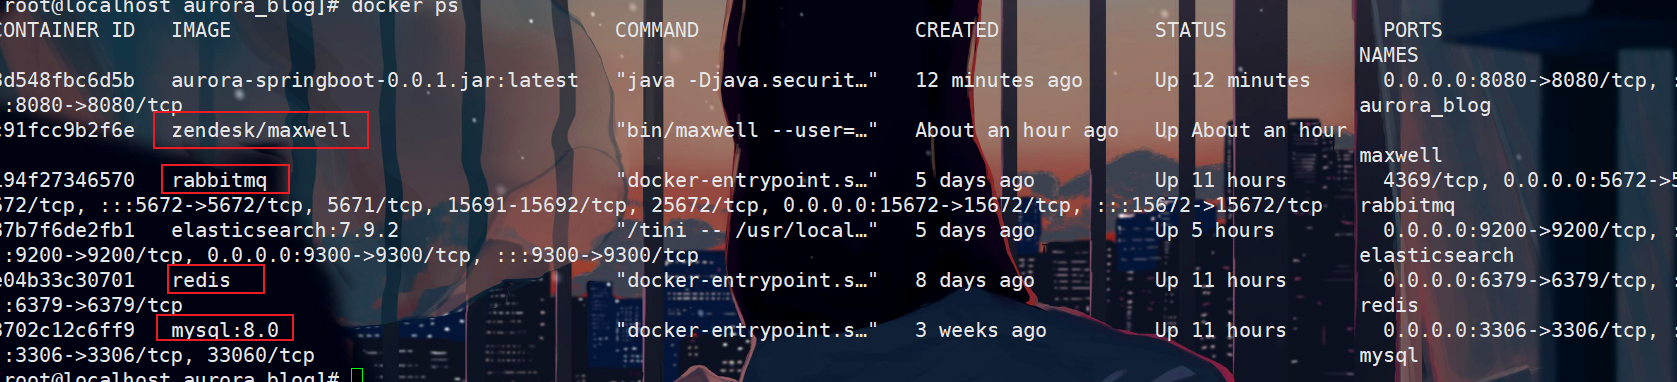 root@localhost aurora_blog]# docker ps
CONTAINER ID   IMAGE                                COMMAND                  CREATED             STATUS             PORTS
NAMES
3d548fbc6d5b   aurora-springboot-0.0.1.jar:latest   "java -Djava.securit…"   12 minutes ago      Up 12 minutes      0.0.0.0:8080->8080/tcp, :
:8080->8080/tcp                                                                                                     aurora_blog
c91fcc9b2f6e   zendesk/maxwell                      "bin/maxwell --user=…"   About an hour ago   Up About an hour
maxwell
194f27346570   rabbitmq                             "docker-entrypoint.s…"   5 days ago          Up 11 hours        4369/tcp, 0.0.0.0:5672->5
672/tcp, :::5672->5672/tcp, 5671/tcp, 15691-15692/tcp, 25672/tcp, 0.0.0.0:15672->15672/tcp, :::15672->15672/tcp   rabbitmq
87b7f6de2fb1   elasticsearch:7.9.2                  "/tini -- /usr/local…"   5 days ago          Up 5 hours         0.0.0.0:9200->9200/tcp, :
:9200->9200/tcp, 0.0.0.0:9300->9300/tcp, :::9300->9300/tcp                                                          elasticsearch
e04b33c30701   redis                                "docker-entrypoint.s…"   8 days ago          Up 11 hours        0.0.0.0:6379->6379/tcp, :
:6379->6379/tcp                                                                                                     redis
8702c12c6ff9   mysql:8.0                            "docker-entrypoint.s…"   3 weeks ago         Up 11 hours        0.0.0.0:3306->3306/tcp, :
:3306->3306/tcp, 33060/tcp                                                                                          mysql
root@localhost aurora_blog]#